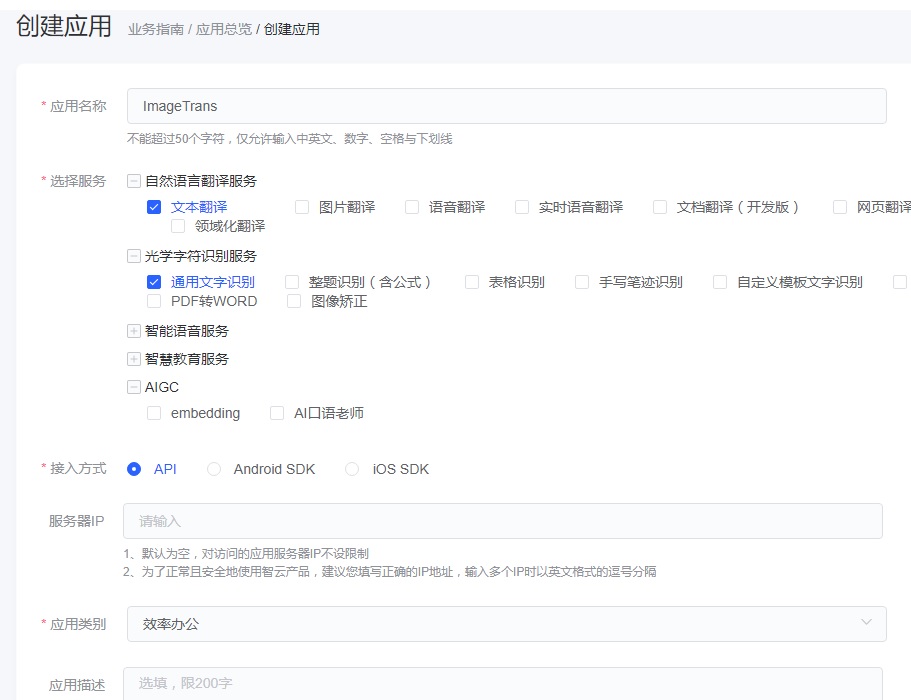 创建应用 业务指南 / 应用总览 / 创建应用
* 应用名称 ImageTrans
不能超过50个字符，仅允许输入中英文、数字、空格与下划线
* 选择服务 自然语言翻译服务
文本翻译 图片翻译 语音翻译 实时语音翻译 文档翻译（开发版） 网页翻译
领域化翻译
光学字符识别服务
通用文字识别 整题识别（含公式） 表格识别 手写笔迹识别 自定义模板文字识别
PDF转WORD 图像矫正
智能语音服务
智慧教育服务
AIGC
embedding AI口语老师
* 接入方式 API Android SDK iOS SDK
服务器IP 请输入
1、默认为空，对访问的应用服务器IP不设限制
2、为了正常且安全地使用智云产品，建议您填写正确的IP地址，输入多个IP时以英文格式的逗号分隔
* 应用类别 效率办公
应用描述 选填，限200字